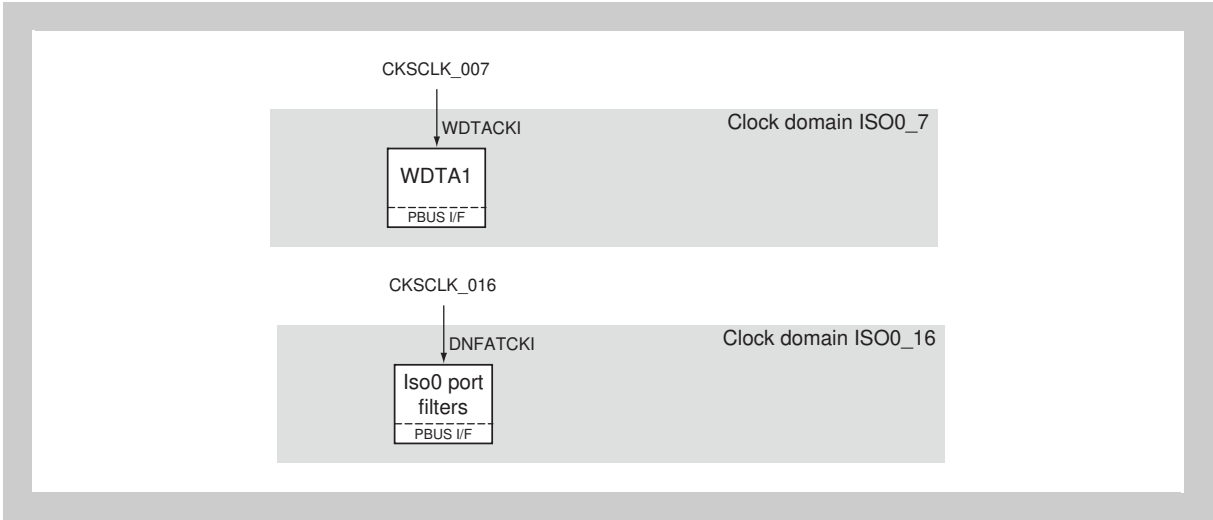 CKSCLK_007
Clock domain ISO0_7
WDTACKI
WDTA1
PBUS I/F
CKSCLK_016
Clock domain ISO0_16
DNFATCKI
Iso0 port
filters
PBUS I/F